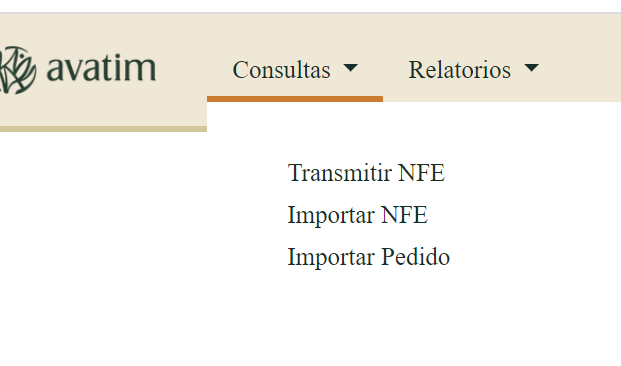 avatim
Consultas
Relatorios
Transmitir NFE
Importar NFE
Importar Pedido